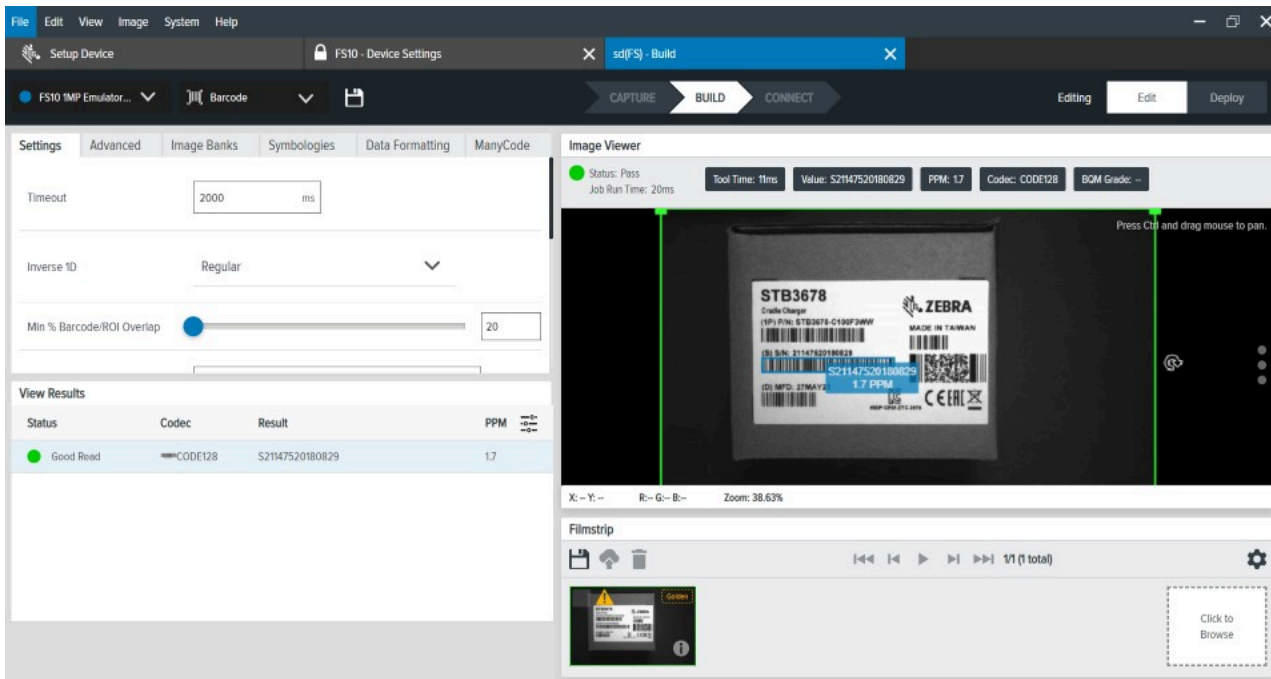 File Edit View Image System Help
Setup Device
FS10 - Device Settings
sd(FS) - Build
FS10 1MP Emulator...
Barcode
CAPTURE
BUILD
CONNECT
Editing
Edit
Deploy
Settings Advanced Image Banks Symbologies Data Formatting ManyCode
Timeout
2000 ms
Inverse 1D
Regular
Min % Barcode/ROI Overlap
20
View Results
Status Codec Result PPM
Good Read CODE128 S21147520180829 1.7
Image Viewer
Status: Pass
Job Run Time: 20ms
Tool Time: 11ms
Value: S21147520180829
PPM: 1.7
Codec: CODE128
BQM Grade: --
Press Ctrl and drag mouse to pan.
STB3678
Cradle Charger
(1P) P/N: STB3678-C100F3WW
ZEBRA
MADE IN TAIWAN
(S) S/N: 21147520180829
S21147520180829
1.7 PPM
(D) MFD: 27MAY21
CE EAC
X: -- Y: -- R:-- G:-- B:-- Zoom: 38.63%
Filmstrip
1/1 (1 total)
Golden
Click to
Browse